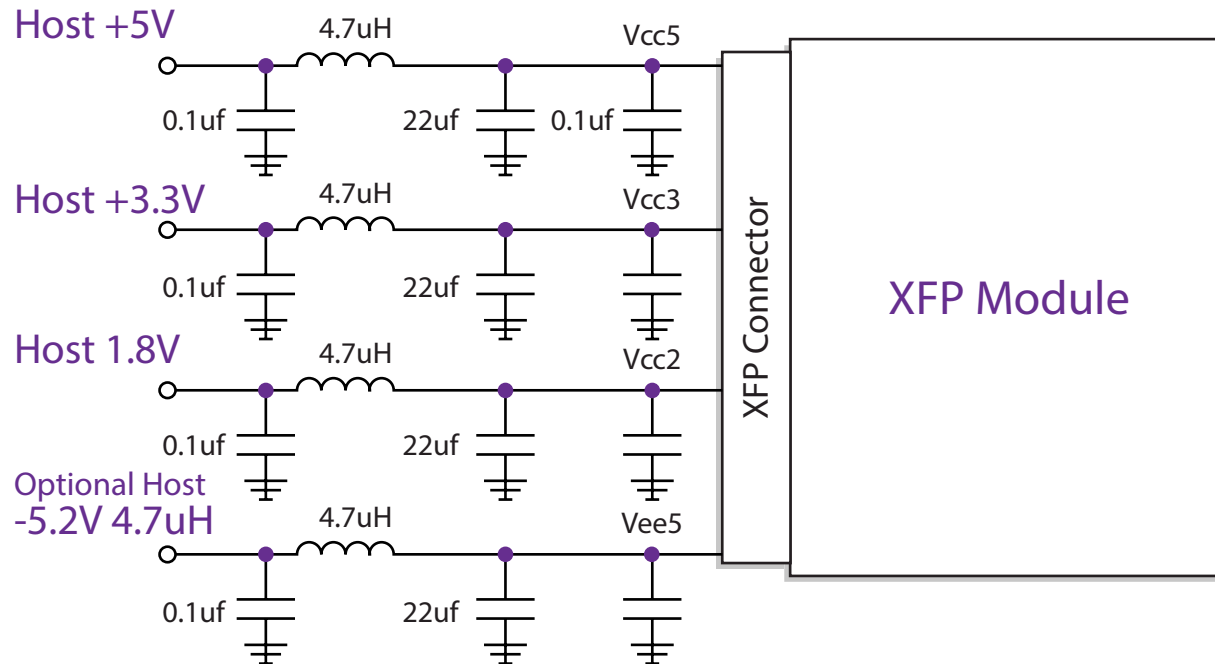 Host +5V
4.7uH
Vcc5
0.1uf
22uf
0.1uf
Host +3.3V
4.7uH
Vcc3
0.1uf
22uf
Host 1.8V
4.7uH
Vcc2
0.1uf
22uf
Optional Host
-5.2V 4.7uH
4.7uH
Vee5
0.1uf
22uf
XFP Connector
XFP Module